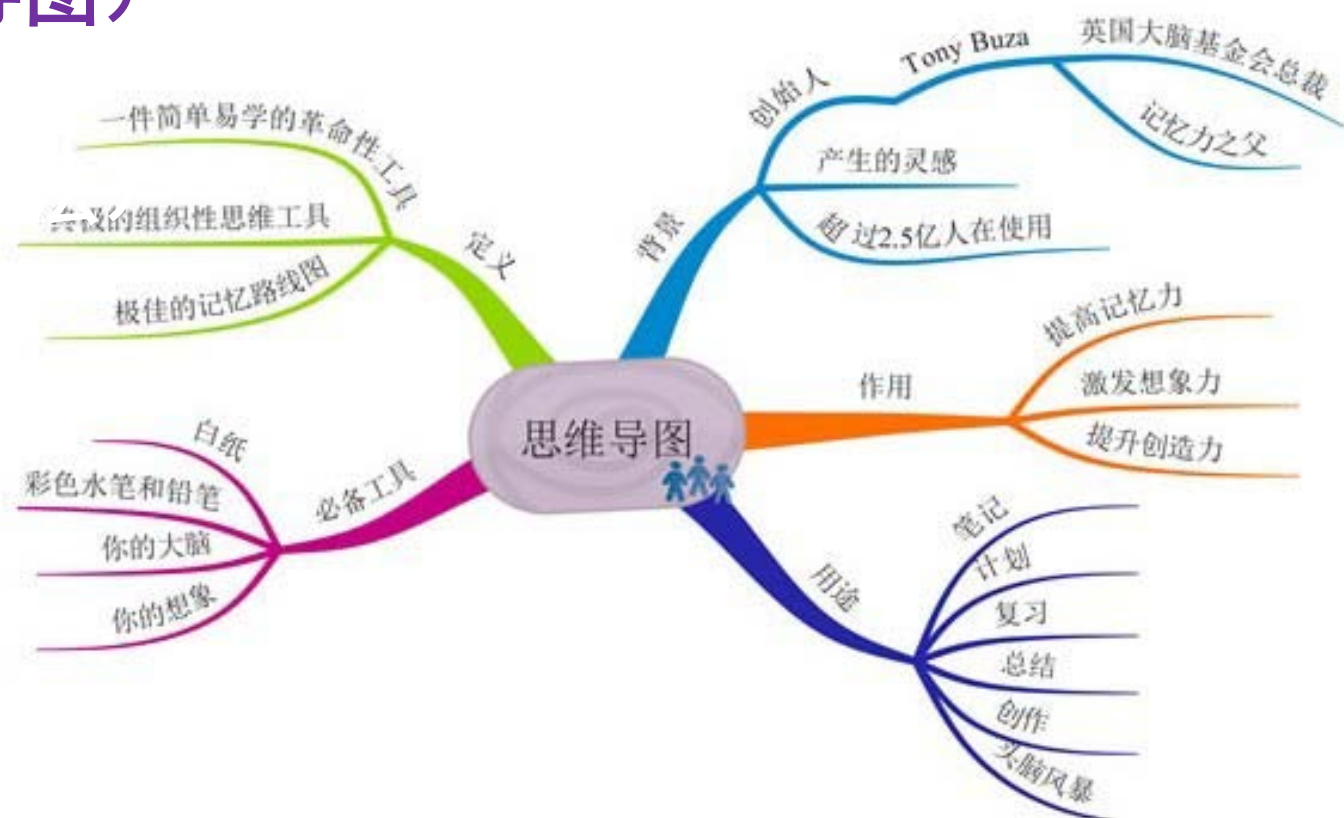 导图）
思维导图
定义
一件简单易学的革命性工具
终极的组织性思维工具
极佳的记忆路线图
背景
创始人
Tony Buza
英国大脑基金会总裁
记忆力之父
产生的灵感
超过2.5亿人在使用
作用
提高记忆力
激发想象力
提升创造力
用途
笔记
计划
复习
总结
创作
头脑风暴
必备工具
白纸
彩色水笔和铅笔
你的大脑
你的想象